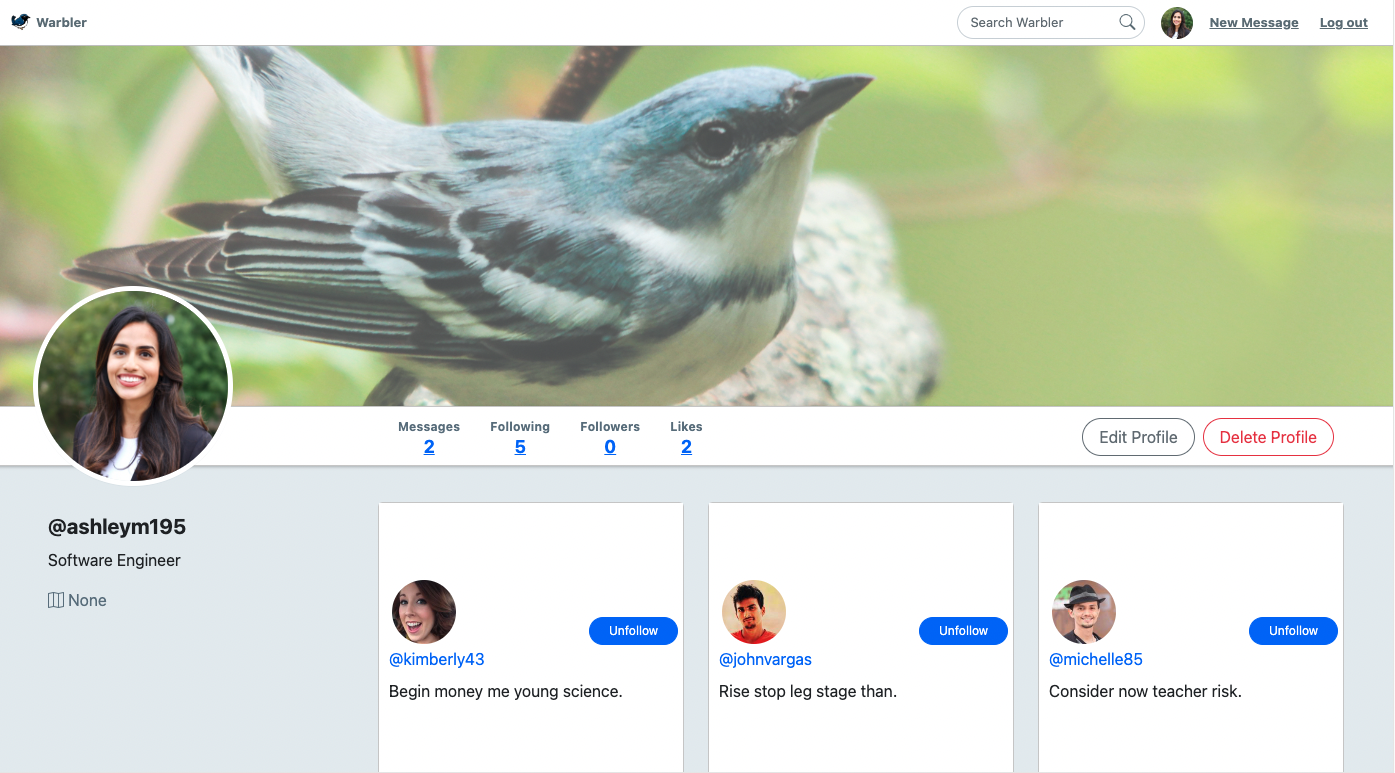 Warbler
Search Warbler
New Message
Log out
Messages Following Followers Likes
2 5 0 2
Edit Profile
Delete Profile
@ashleym195
Software Engineer
None
Unfollow
@kimberly43
Begin money me young science.
Unfollow
@johnvargas
Rise stop leg stage than.
Unfollow
@michelle85
Consider now teacher risk.